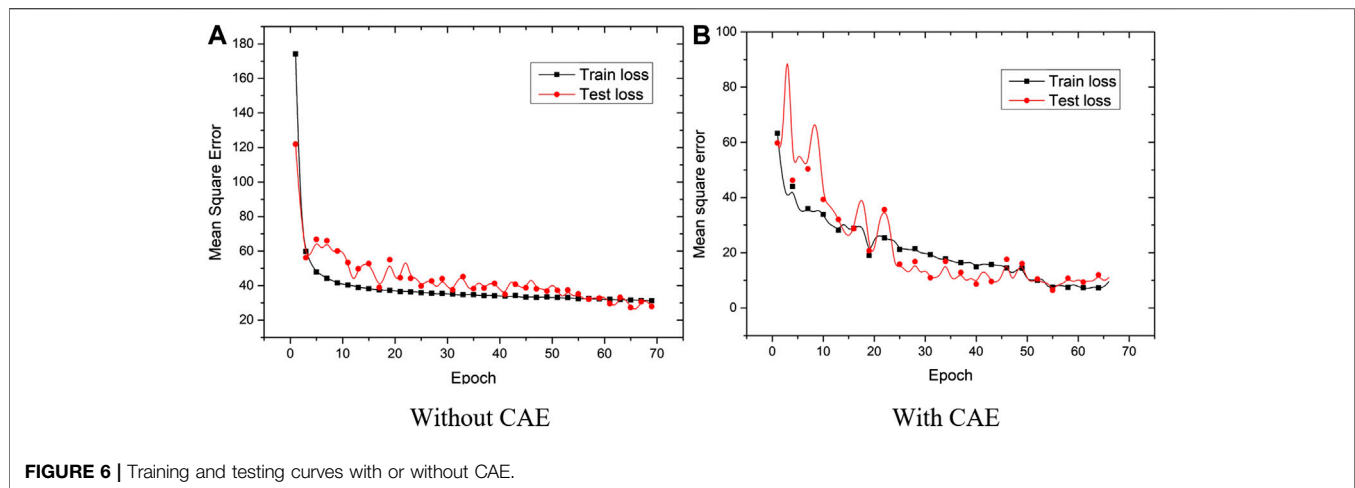 A
180
160
140
120
100
80
60
40
20
Mean Square Error
Train loss
Test loss
0 10 20 30 40 50 60 70
Epoch
Without CAE
B
100
80
60
40
20
0
Mean square error
Train loss
Test loss
0 10 20 30 40 50 60 70
Epoch
With CAE
FIGURE 6 | Training and testing curves with or without CAE.